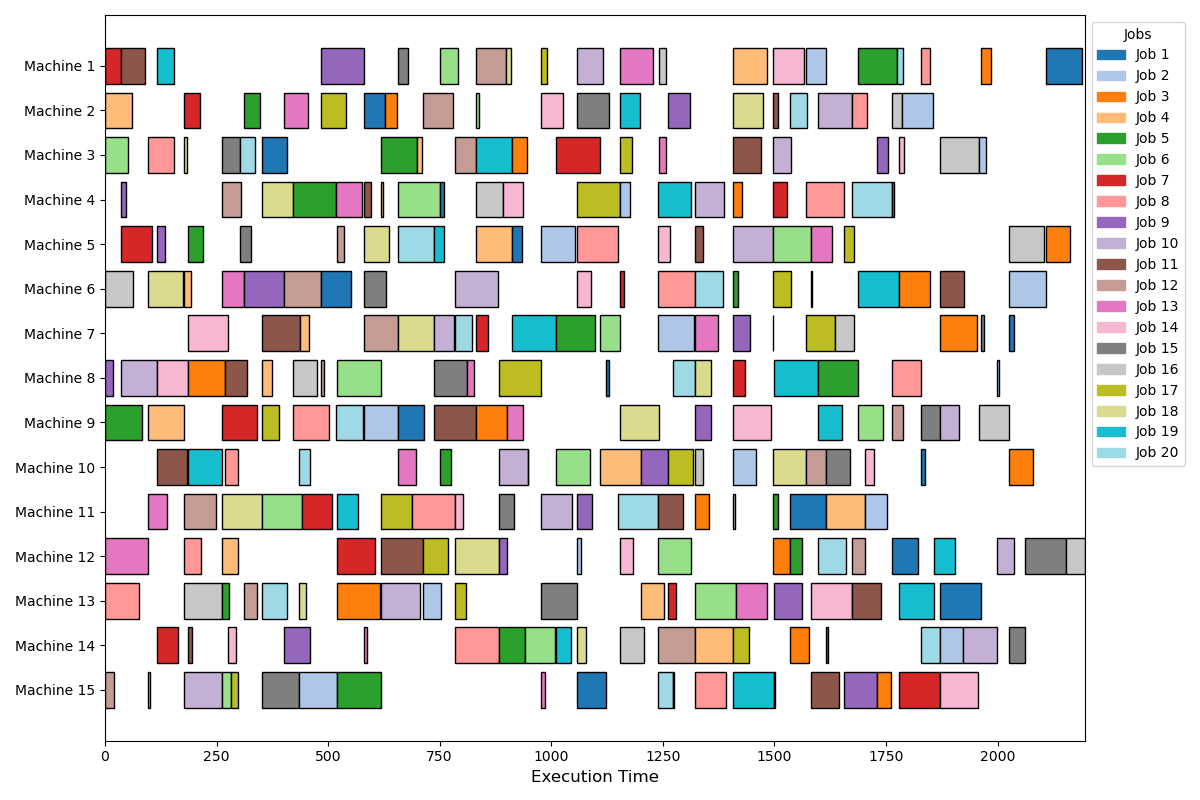 Machine 1
Machine 2
Machine 3
Machine 4
Machine 5
Machine 6
Machine 7
Machine 8
Machine 9
Machine 10
Machine 11
Machine 12
Machine 13
Machine 14
Machine 15
0 250 500 750 1000 1250 1500 1750 2000
Execution Time
Jobs
Job 1
Job 2
Job 3
Job 4
Job 5
Job 6
Job 7
Job 8
Job 9
Job 10
Job 11
Job 12
Job 13
Job 14
Job 15
Job 16
Job 17
Job 18
Job 19
Job 20